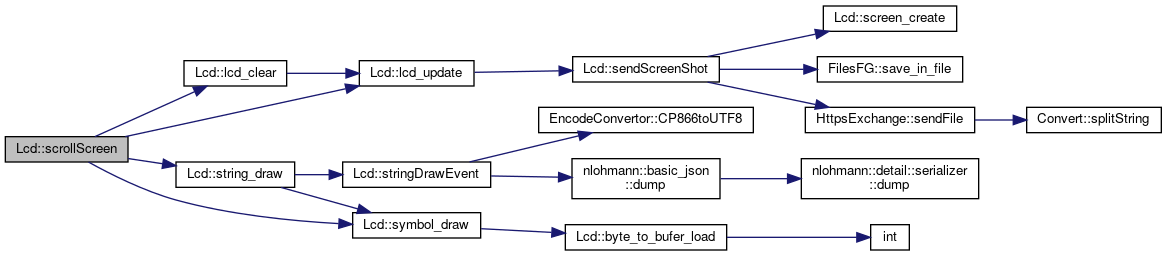 Lcd::scrollScreen
Lcd::lcd_clear
Lcd::lcd_update
Lcd::sendScreenShot
Lcd::screen_create
FilesFG::save_in_file
HttpsExchange::sendFile
Convert::splitString
Lcd::string_draw
Lcd::stringDrawEvent
EncodeConvertor::CP866toUTF8
nlohmann::basic_json
::dump
nlohmann::detail::serializer
::dump
Lcd::symbol_draw
Lcd::byte_to_bufer_load
int